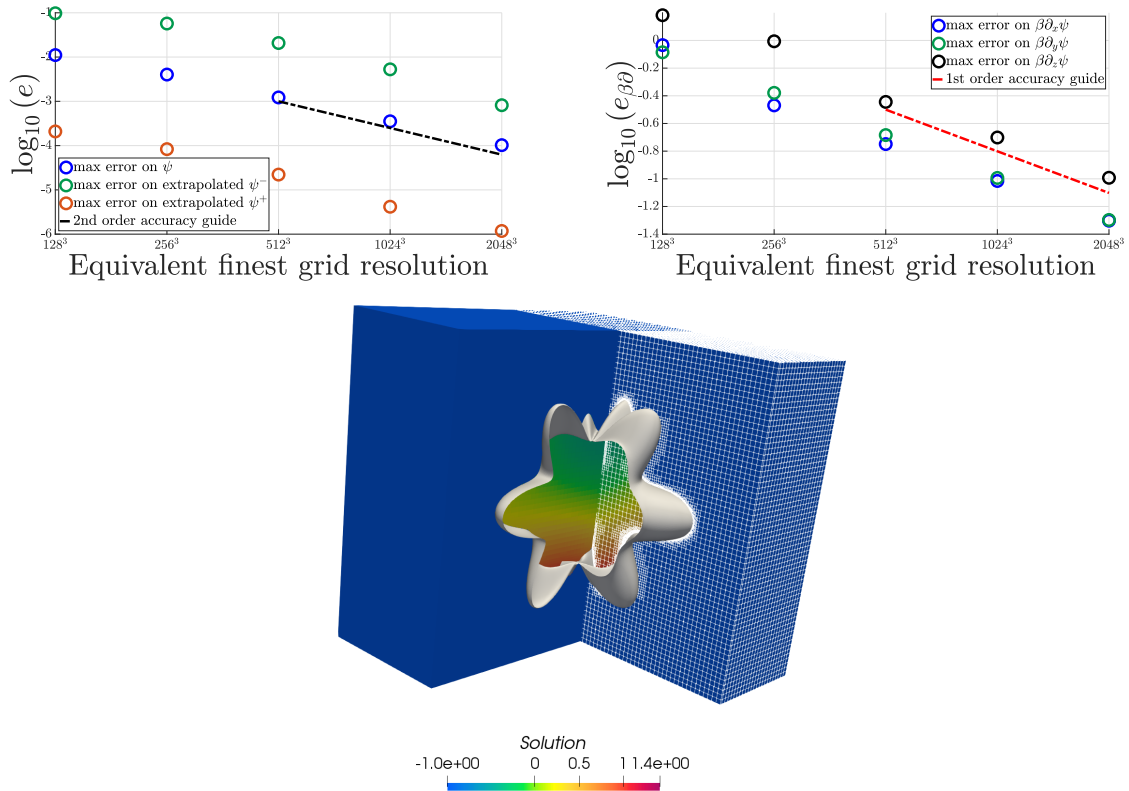 -1
-2
-3
-4
-5
-6
log₁₀(e)
max error on ψ
max error on extrapolated ψ⁻
max error on extrapolated ψ⁺
2nd order accuracy guide
128³ 256³ 512³ 1024³ 2048³
Equivalent finest grid resolution
0
-0.2
-0.4
-0.6
-0.8
-1
-1.2
-1.4
log₁₀(e_β∂)
max error on β∂ₓψ
max error on β∂_yψ
max error on β∂_zψ
1st order accuracy guide
128³ 256³ 512³ 1024³ 2048³
Equivalent finest grid resolution
Solution
-1.0e+00 0 0.5 1 1.4e+00